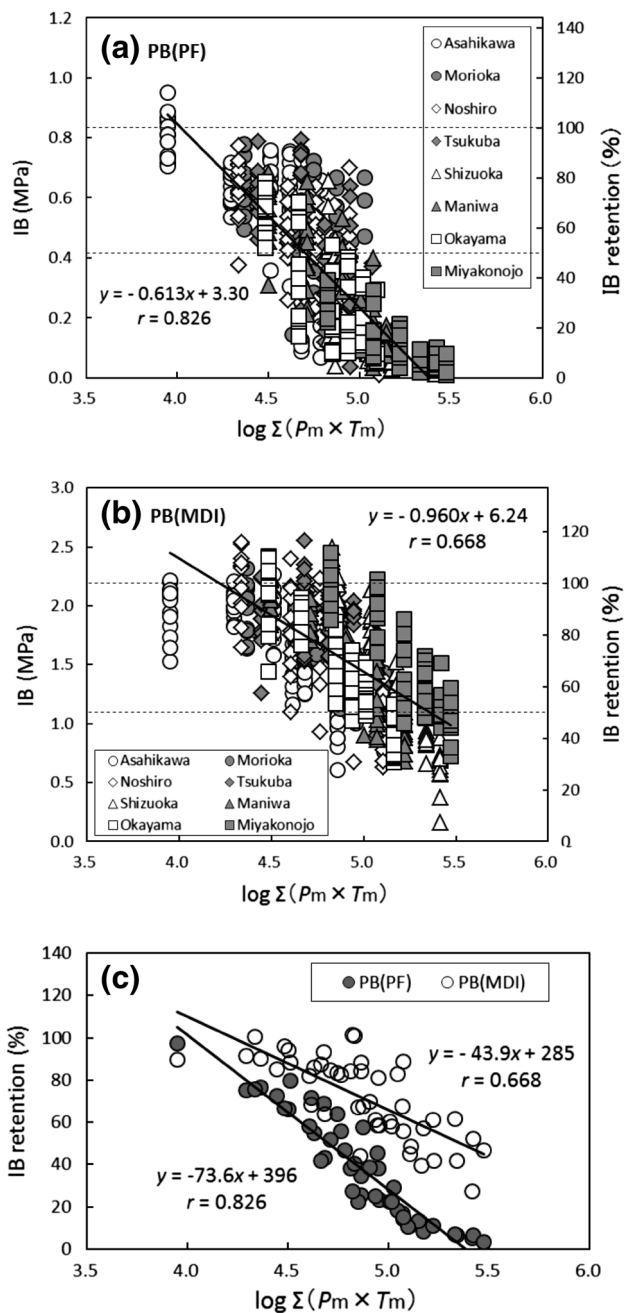 (a) PB(PF)
1.2
1.0
0.8
0.6
0.4
0.2
0.0
IB (MPa)
140
120
100
80
60
40
20
0
IB retention (%)
Asahikawa
Morioka
Noshiro
Tsukuba
Shizuoka
Maniwa
Okayama
Miyakonojo
y = - 0.613x + 3.30
r = 0.826
3.5 4.0 4.5 5.0 5.5 6.0
log Σ(Pm × Tm)
(b) PB(MDI)
3.0
2.5
2.0
1.5
1.0
0.5
0.0
IB (MPa)
y = - 0.960x + 6.24
r = 0.668
120
100
80
60
40
20
0
IB retention (%)
Asahikawa Morioka
Noshiro Tsukuba
Shizuoka Maniwa
Okayama Miyakonojo
3.5 4.0 4.5 5.0 5.5 6.0
log Σ(Pm × Tm)
(c)
140
120
100
80
60
40
20
0
IB retention (%)
PB(PF) PB(MDI)
y = - 43.9x + 285
r = 0.668
y = -73.6x + 396
r = 0.826
3.5 4.0 4.5 5.0 5.5 6.0
log Σ(Pm × Tm)